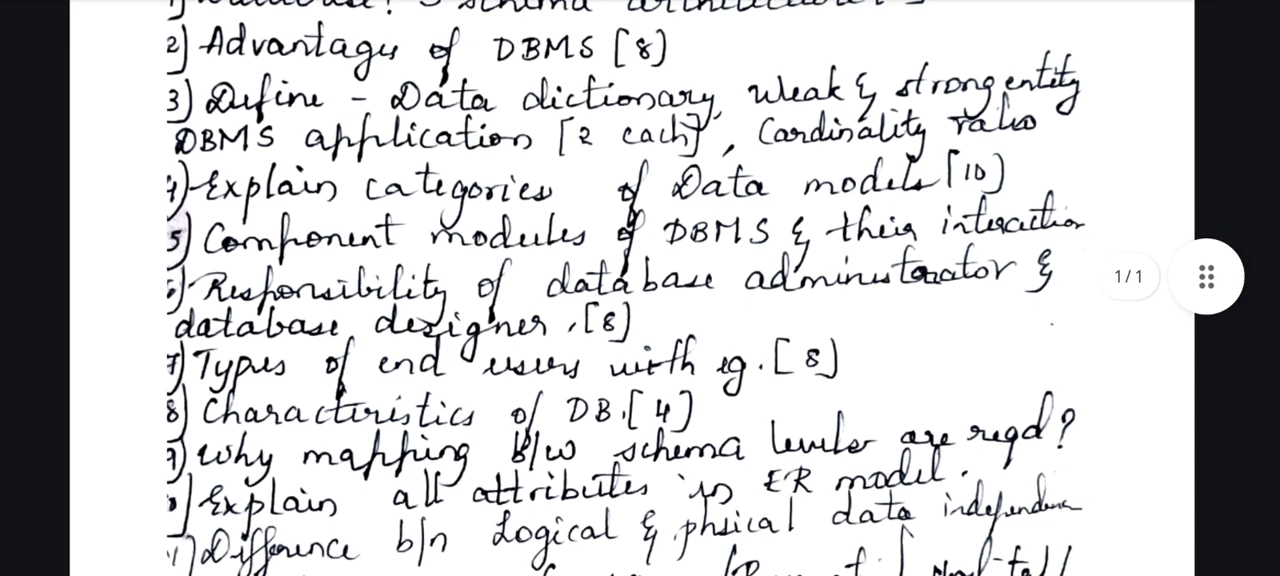 2) Advantages of DBMS [8]
3) Define - Data dictionary, weak & strong entity
DBMS application [2 each], Cardinality ratio
4) Explain categories of Data models [10]
5) Component modules of DBMS & their interaction
6) Responsibility of database administrator &
database designer. [8]
7) Types of end users with eg. [8]
8) Characteristics of DB. [4]
9) Why mapping b/w schema levels are reqd?
10) Explain all attributes in ER model.
11) Difference b/n Logical & phsical data independence
1/1